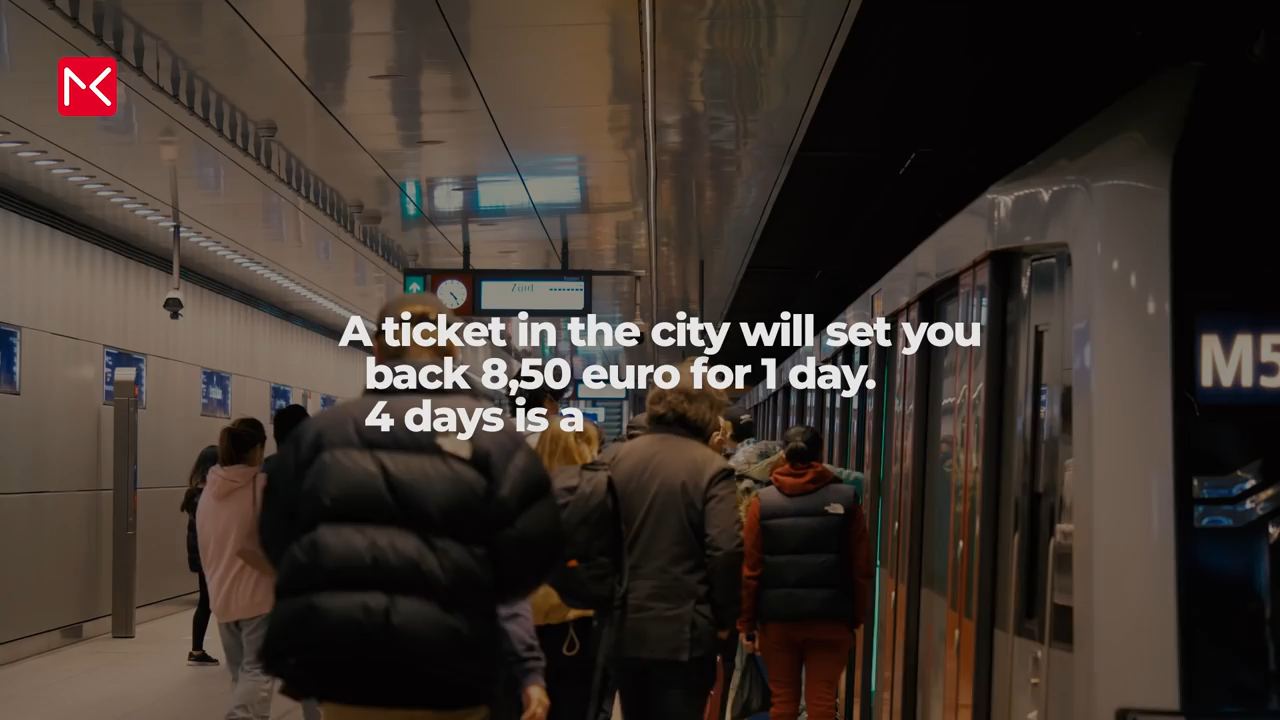 Zuid
A ticket in the city will set you
back 8,50 euro for 1 day.
4 days is a
M5